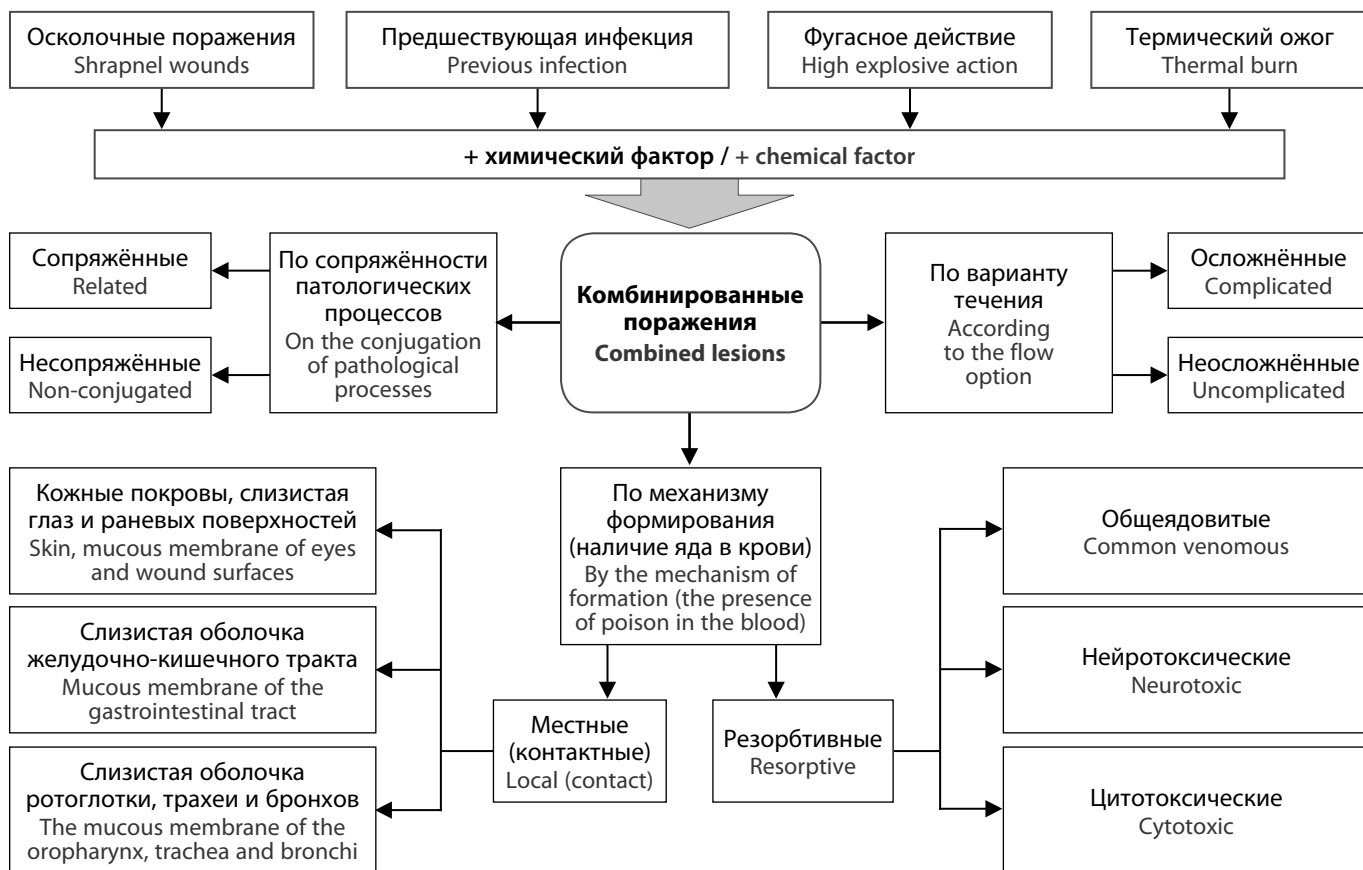 Осколочные поражения
Shrapnel wounds
Предшествующая инфекция
Previous infection
Фугасное действие
High explosive action
Термический ожог
Thermal burn
+ химический фактор / + chemical factor
Сопряжённые
Related
Несопряжённые
Non-conjugated
По сопряжённости
патологических
процессов
On the conjugation
of pathological
processes
Комбинированные
поражения
Combined lesions
По варианту
течения
According
to the flow
option
Осложнённые
Complicated
Неосложнённые
Uncomplicated
Кожные покровы, слизистая
глаз и раневых поверхностей
Skin, mucous membrane of eyes
and wound surfaces
Слизистая оболочка
желудочно-кишечного тракта
Mucous membrane of the
gastrointestinal tract
Слизистая оболочка
ротоглотки, трахеи и бронхов
The mucous membrane of the
oropharynx, trachea and bronchi
По механизму
формирования
(наличие яда в крови)
By the mechanism of
formation (the presence
of poison in the blood)
Местные
(контактные)
Local (contact)
Резорбтивные
Resorptive
Общеядовитые
Common venomous
Нейротоксические
Neurotoxic
Цитотоксические
Cytotoxic